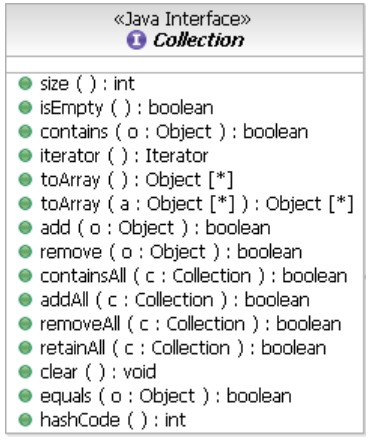 «Java Interface»
I Collection
size ( ) : int
isEmpty ( ) : boolean
contains ( o : Object ) : boolean
iterator ( ) : Iterator
toArray ( ) : Object [*]
toArray ( a : Object [*] ) : Object [*]
add ( o : Object ) : boolean
remove ( o : Object ) : boolean
containsAll ( c : Collection ) : boolean
addAll ( c : Collection ) : boolean
removeAll ( c : Collection ) : boolean
retainAll ( c : Collection ) : boolean
clear ( ) : void
equals ( o : Object ) : boolean
hashCode ( ) : int